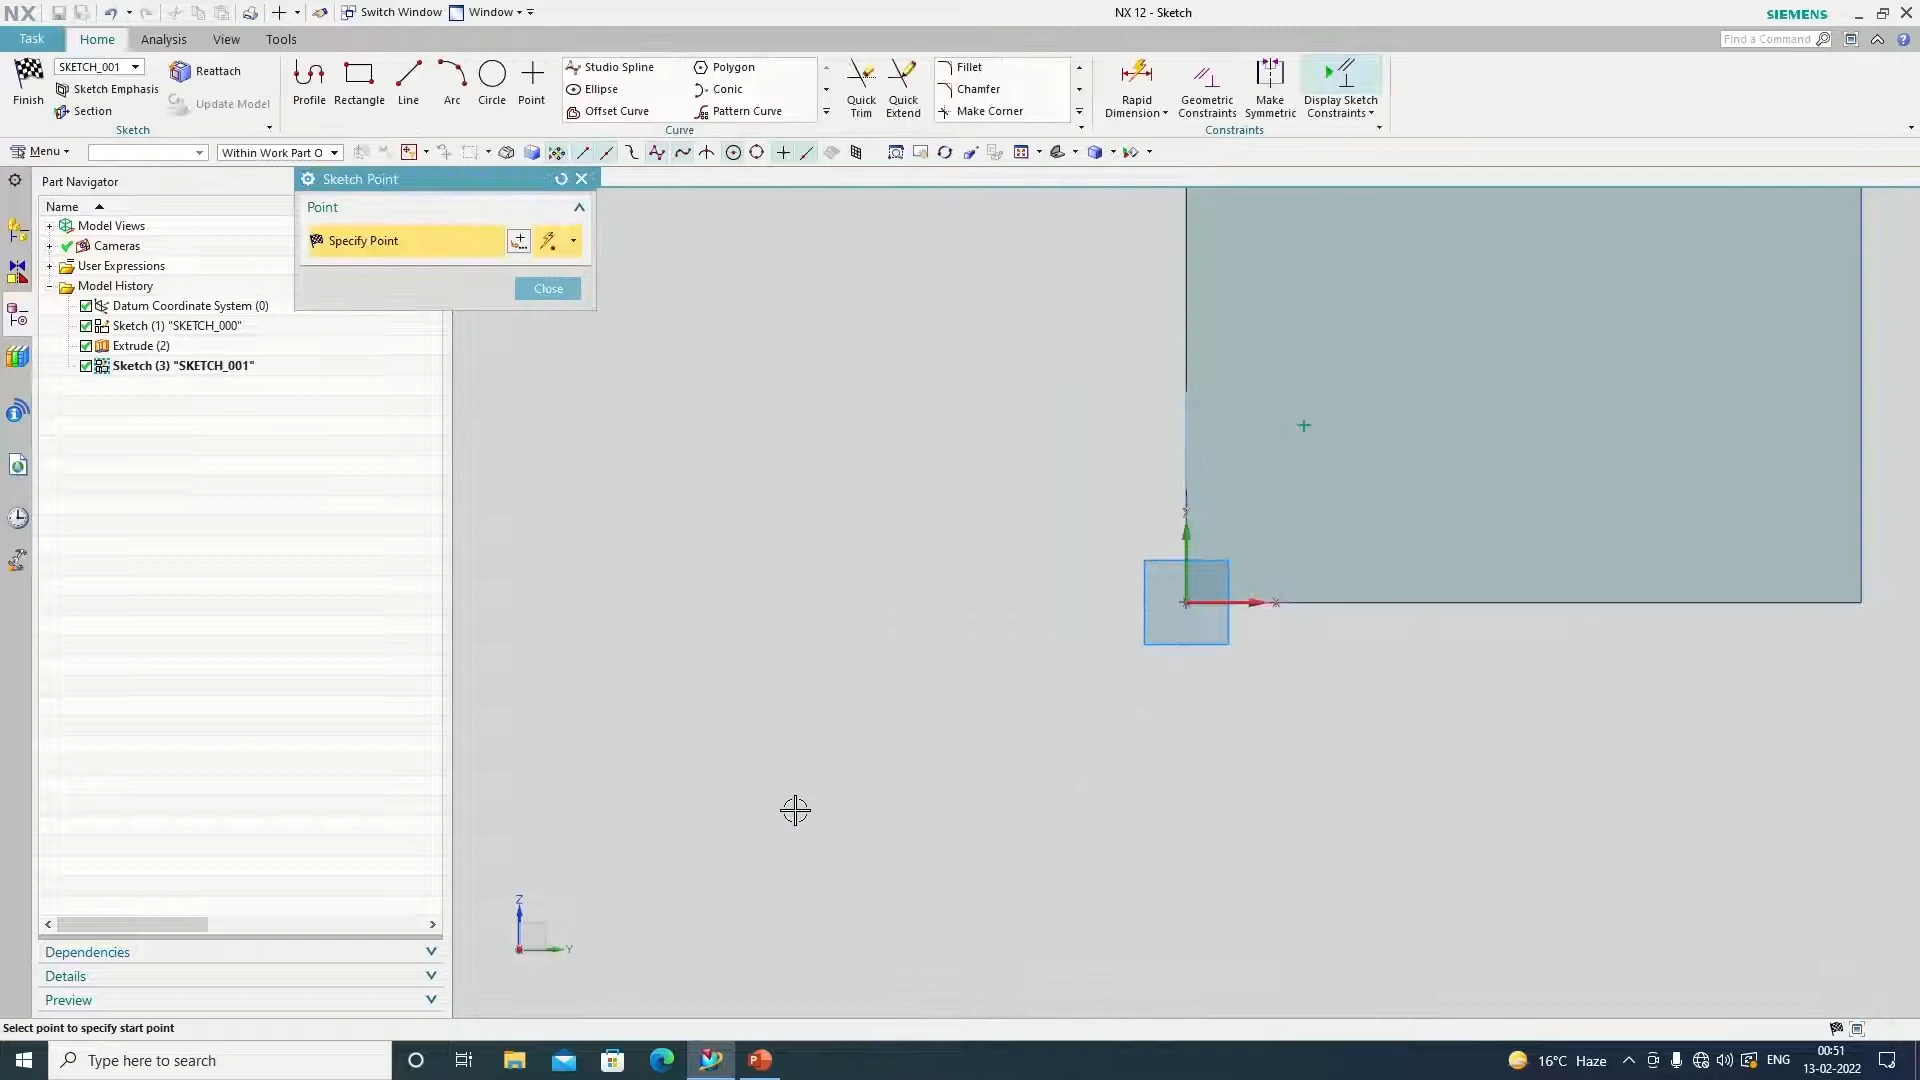 NX
Switch Window
Window
NX 12 - Sketch
SIEMENS
Task
Home
Analysis
View
Tools
Find a Command
Finish
SKETCH_001
Sketch Emphasis
Section
Reattach
Update Model
Sketch
Profile
Rectangle
Line
Arc
Circle
Point
Studio Spline
Ellipse
Offset Curve
Polygon
Conic
Pattern Curve
Curve
Quick
Trim
Quick
Extend
Fillet
Chamfer
Make Corner
Rapid
Dimension
Geometric
Constraints
Make
Symmetric
Display Sketch
Constraints
Constraints
Menu
Within Work Part O
Part Navigator
Name
Model Views
Cameras
User Expressions
Model History
Datum Coordinate System (0)
Sketch (1) "SKETCH_000"
Extrude (2)
Sketch (3) "SKETCH_001"
Sketch Point
Point
Specify Point
Close
Y
X
Z
Y
Dependencies
Details
Preview
Select point to specify start point
Type here to search
16°C Haze
ENG
00:51
13-02-2022